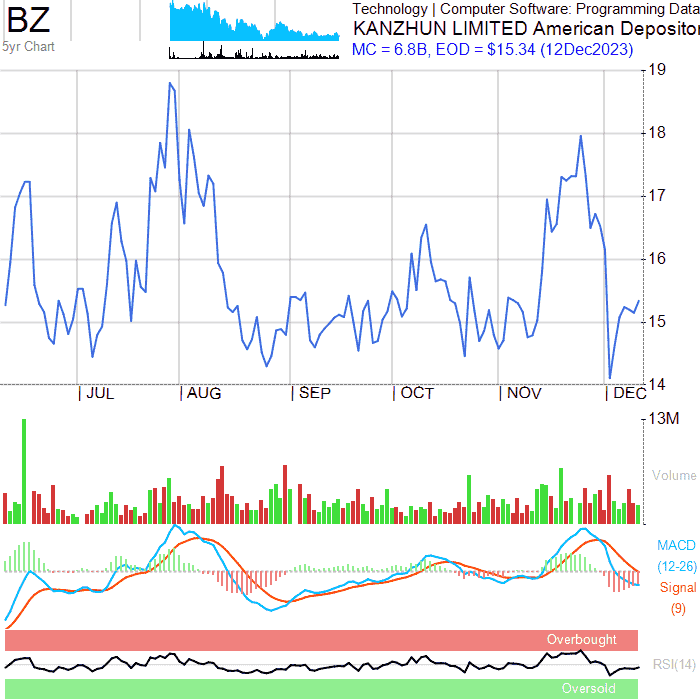 BZ
5yr Chart
Technology | Computer Software: Programming Data
KANZHUN LIMITED American Depositor
MC = 6.8B, EOD = $15.34 (12Dec2023)
19
18
17
16
15
14
| JUL | AUG | SEP | OCT | NOV | DEC
13M
Volume
MACD
(12-26)
Signal
(9)
Overbought
RSI(14)
Oversold